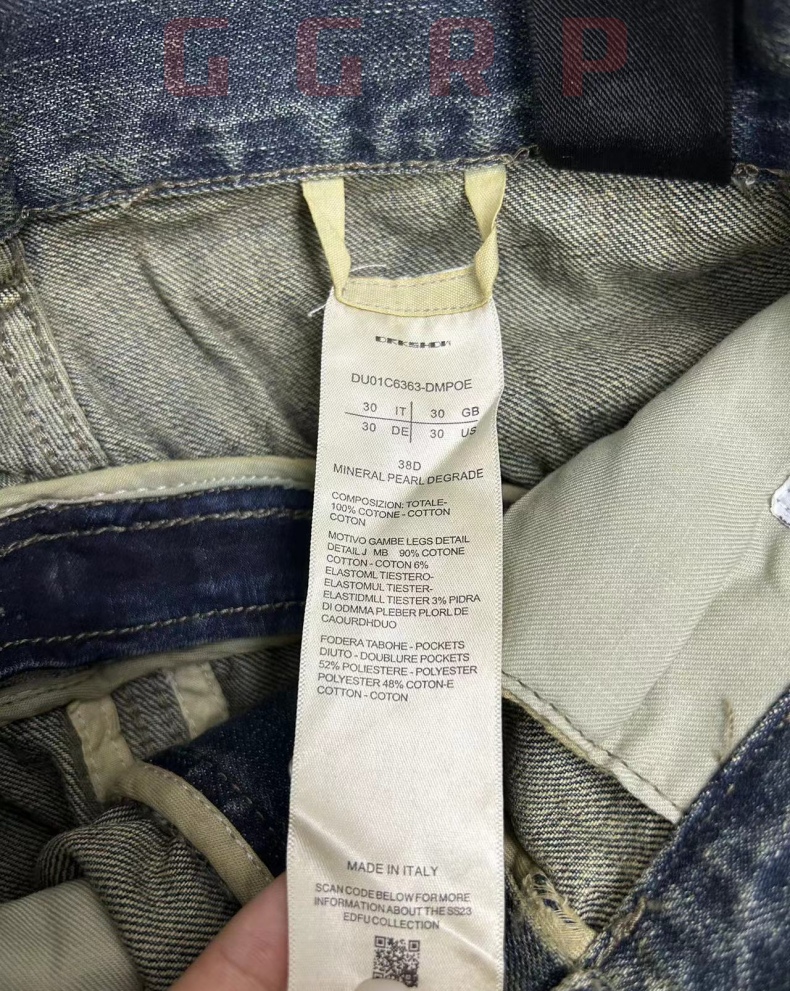 GGRP
DRKSHDW
DU01C6363-DMPOE
30 IT 30 GB
30 DE 30 US
38D
MINERAL PEARL DEGRADE
COMPOSIZION: TOTALE-
100% COTONE - COTTON
COTON
MOTIVO GAMBE LEGS DETAIL
DETAIL J MB 90% COTONE
COTTON - COTON 6%
ELASTOML TIESTERO-
ELASTOMUL TIESTER-
ELASTIDMLL TIESTER 3% PIDRA
DI ODMMA PLEBER PLORL DE
CAOURDHDUO
FODERA TABOHE - POCKETS
DIUTO - DOUBLURE POCKETS
52% POLIESTERE - POLYESTER
POLYESTER 48% COTON-E
COTTON - COTON
MADE IN ITALY
SCAN CODE BELOW FOR MORE
INFORMATION ABOUT THE SS23
EDFU COLLECTION